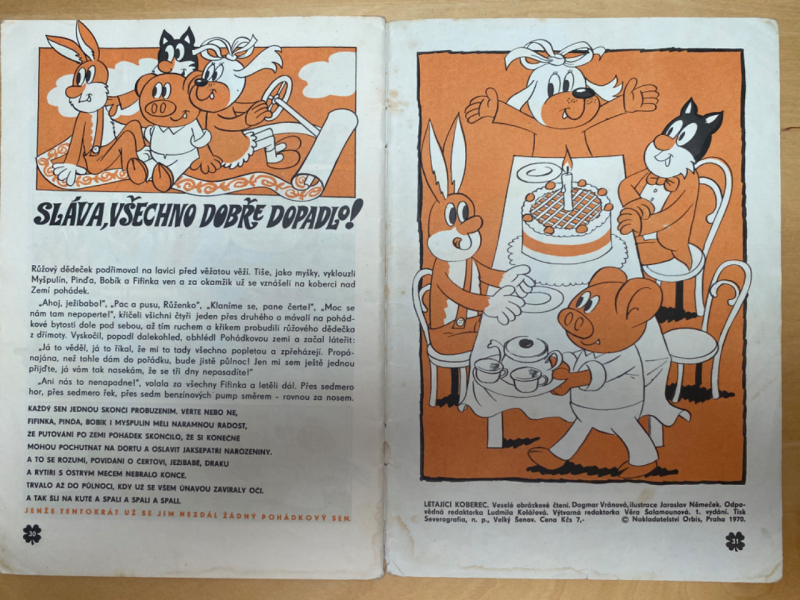 SLÁVA, VŠECHNO DOBŘE DOPADLO!
Růžový dědeček podřimoval na lavici před věžatou věží. Tiše, jako myšky, vyklouzli
Myšpulín, Pinďa, Bobík a Fifinka ven a za okamžik už se vznášeli na koberci nad
Zemí pohádek.
„Ahoj, ježibabo!", „Pac a pusu, Růženko", „Klaníme se, pane čerte!", „Moc se
nám tam nepoperte!", křičeli všichni čtyři jeden přes druhého a mávali na pohád-
kové bytosti dole pod sebou, až tím ruchem a křikem probudili růžového dědečka
z dřímoty. Vyskočil, popadl dalekohled, obhlédl Pohádkovou zemi a začal láteřit:
„Já to věděl, já to říkal, že mi to tady všechno popletou a zpřeházejí. Propá-
najána, než tohle dám do pořádku, bude jistě půlnoc! Jen mi sem ještě jednou
přijďte, já vám tak nasekám, že se tři dny neposadíte!"
„Ani nás to nenapadne!", volala za všechny Fifinka a letěli dál. Přes sedmero
hor, přes sedmero řek, přes sedm benzinových pump směrem - rovnou za nosem.
KAŽDÝ SEN JEDNOU SKONČÍ PROBUZENÍM. VĚRTE NEBO NE,
FIFINKA, PINĎA, BOBÍK I MYŠPULÍN MĚLI NÁRAMNOU RADOST,
ŽE PUTOVÁNÍ PO ZEMI POHÁDEK SKONČILO, ŽE SI KONEČNĚ
MOHOU POCHUTNAT NA DORTU A OSLAVIT JAKSEPATŘÍ NAROZENINY.
A TO SE ROZUMÍ, POVÍDÁNÍ O ČERTOVI, JEŽIBABĚ, DRAKU
A RYTÍŘI S OSTRÝM MEČEM NEBRALO KONCE.
TRVALO AŽ DO PŮLNOCI, KDY UŽ SE VŠEM ÚNAVOU ZAVÍRALY OČI.
A TAK ŠLI NA KUTĚ A SPALI A SPALI A SPALI.
JENŽE TENTOKRÁT UŽ SE JIM NEZDÁL ŽÁDNÝ POHÁDKOVÝ SEN.
30
LÉTAJÍCÍ KOBEREC. Veselé obrázkové čtení. Dagmar Vránová, ilustrace Jaroslav Němeček. Odpo-
vědná redaktorka Ludmila Kolářová. Výtvarná redaktorka Věra Šalamounová. 1. vydání. Tisk
Severografia, n. p., Velký Šenov. Cena Kčs 7,- © Nakladatelství Orbis, Praha 1970.
31